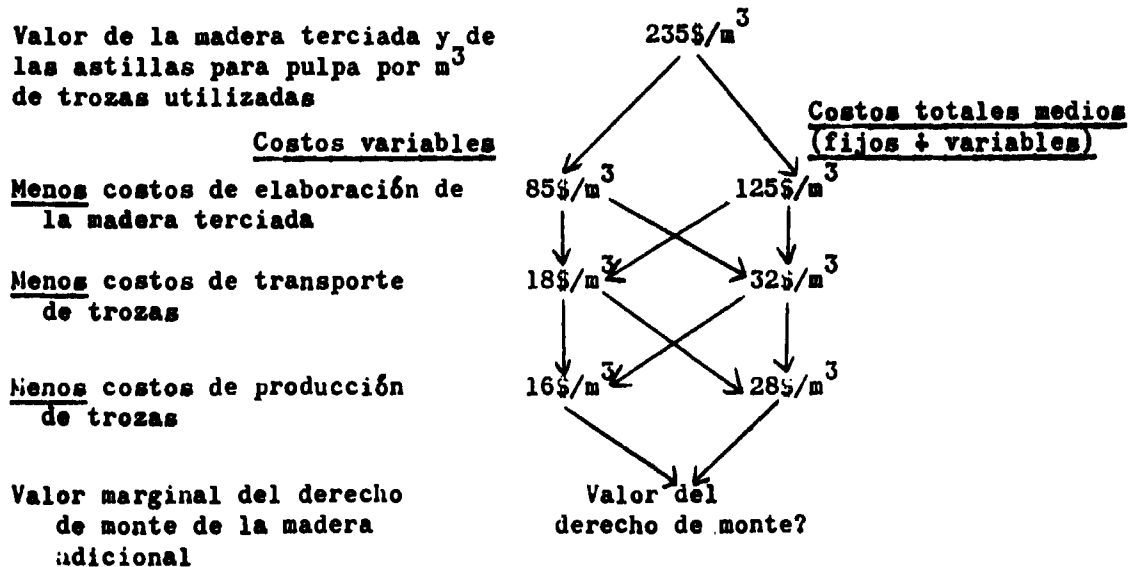 Valor de la madera terciada y de
las astillas para pulpa por m³
de trozas utilizadas
235$/m³
Costos variables
Costos totales medios
(fijos + variables)
Menos costos de elaboración de
la madera terciada
85$/m³
125$/m³
Menos costos de transporte
de trozas
18$/m³
32$/m³
Menos costos de producción
de trozas
16$/m³
28$/m³
Valor marginal del derecho
de monte de la madera
adicional
Valor del
derecho de monte?